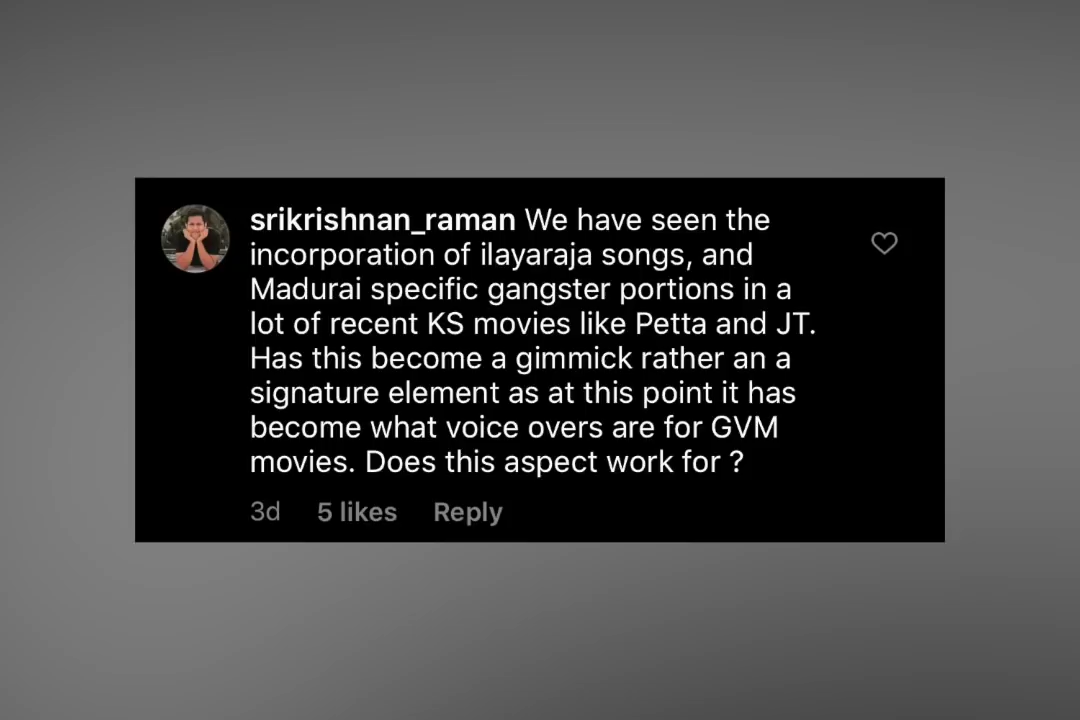 srikrishnan_raman We have seen the
incorporation of ilayaraja songs, and
Madurai specific gangster portions in a
lot of recent KS movies like Petta and JT.
Has this become a gimmick rather an a
signature element as at this point it has
become what voice overs are for GVM
movies. Does this aspect work for ?
3d 5 likes Reply